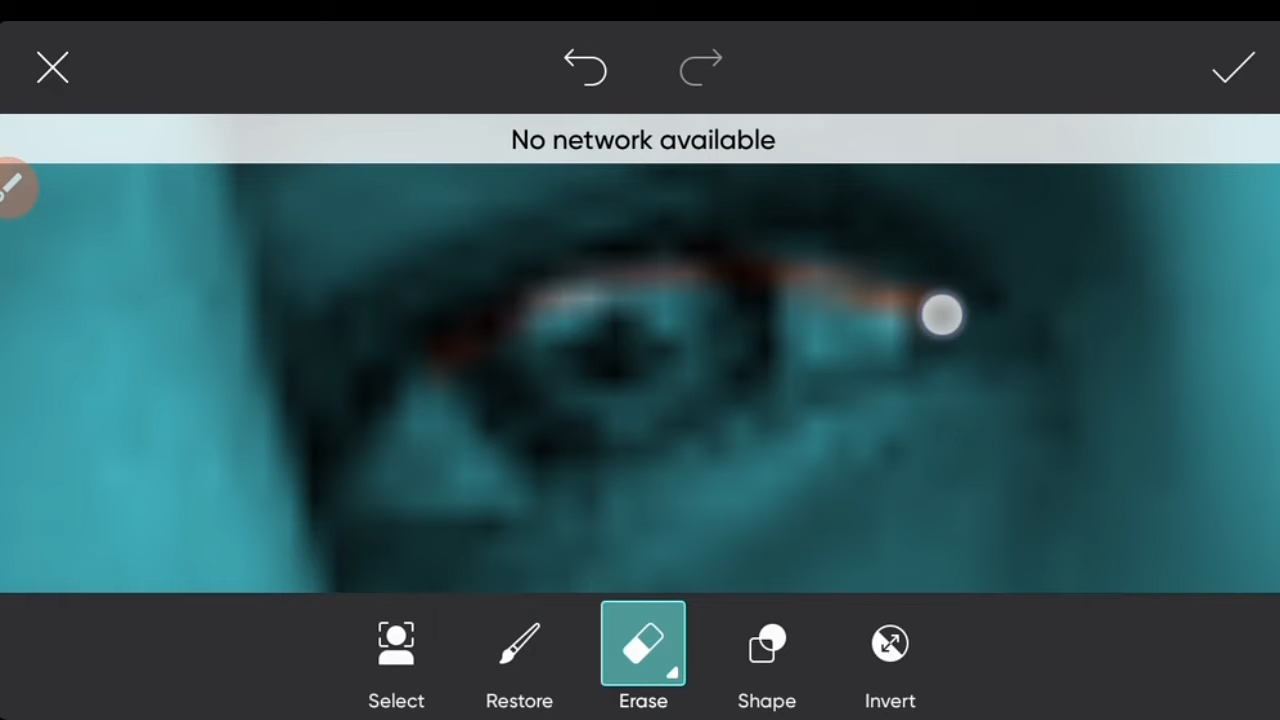 No network available
Select
Restore
Erase
Shape
Invert